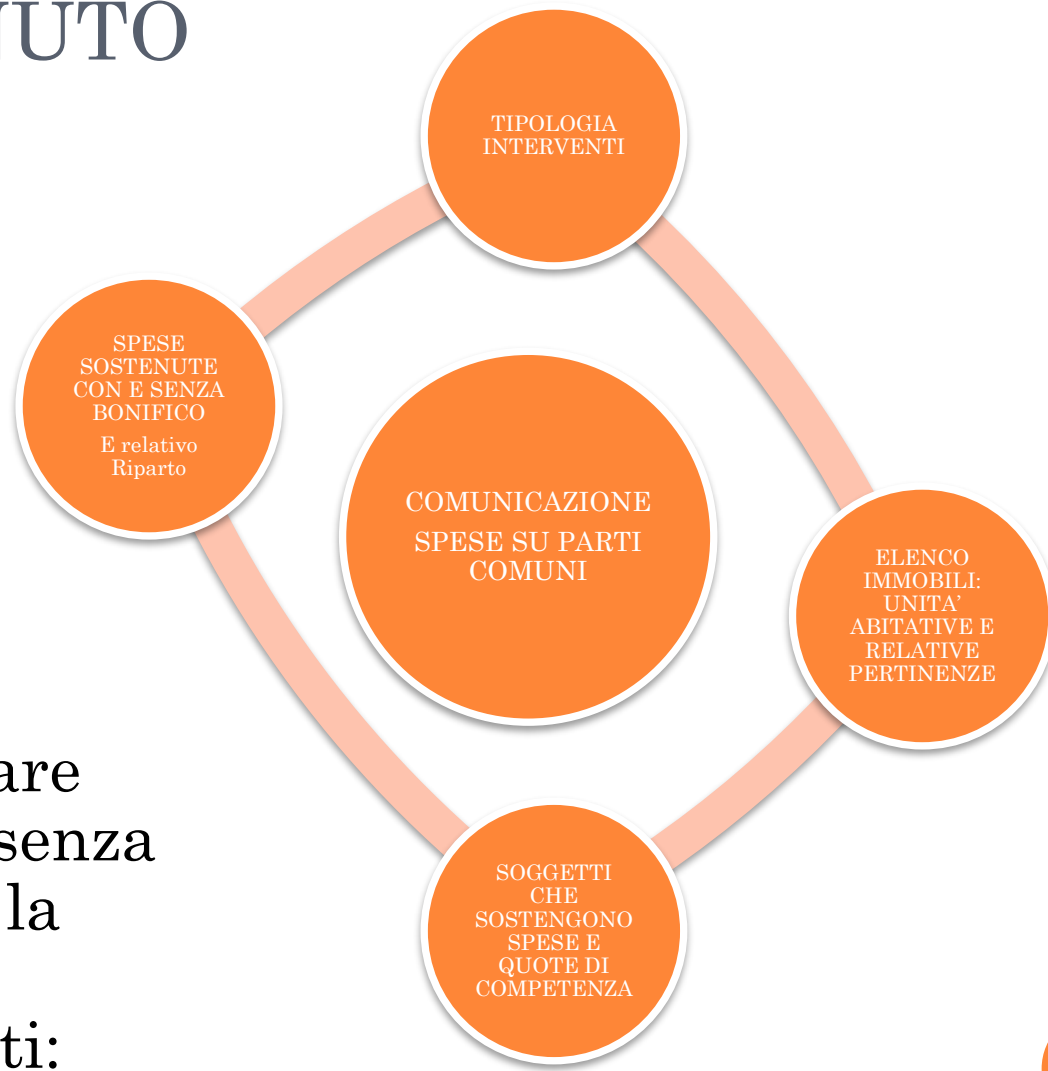 UTO
TIPOLOGIA
INTERVENTI
SPESE
SOSTENUTE
CON E SENZA
BONIFICO
E relativo
Riparto
COMUNICAZIONE
SPESE SU PARTI
COMUNI
ELENCO
IMMOBILI:
UNITA’
ABITATIVE E
RELATIVE
PERTINENZE
SOGGETTI
CHE
SOSTENGONO
SPESE E
QUOTE DI
COMPETENZA
are
senza
la
ti: